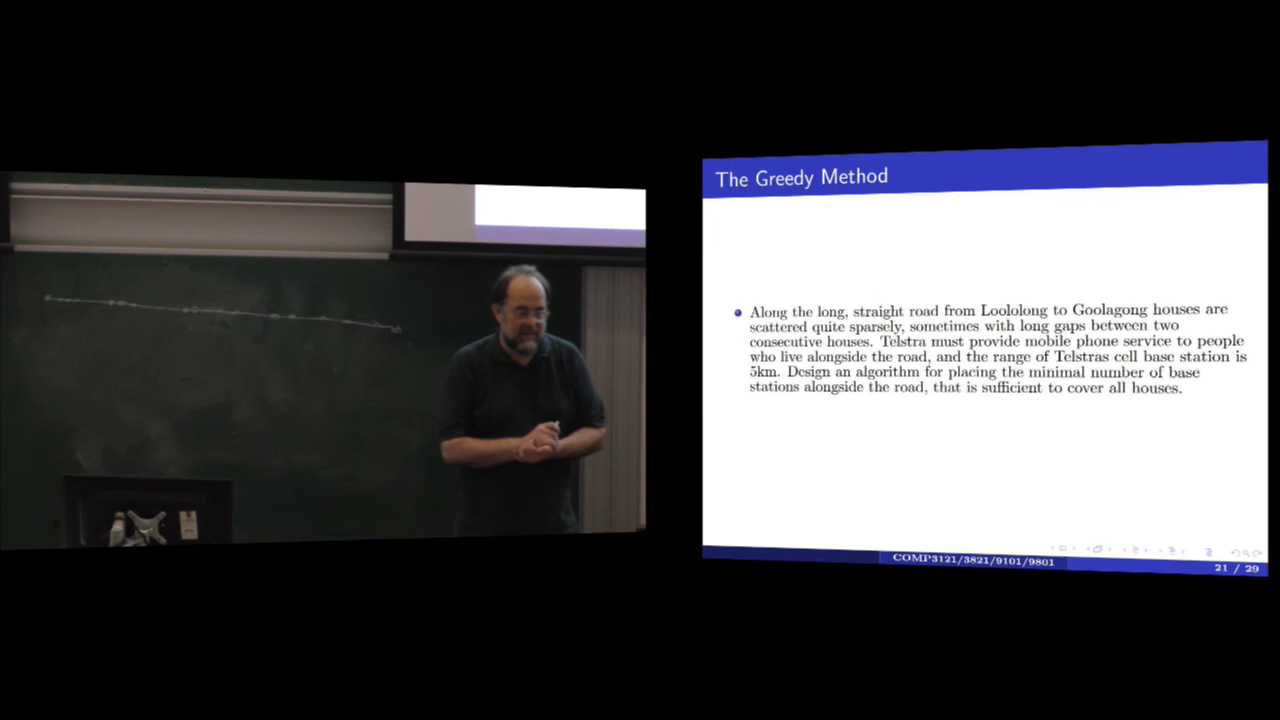 The Greedy Method
Along the long, straight road from Loololong to Goolagong houses are
scattered quite sparsely, sometimes with long gaps between two
consecutive houses. Telstra must provide mobile phone service to people
who live alongside the road, and the range of Telstras cell base station is
5km. Design an algorithm for placing the minimal number of base
stations alongside the road, that is sufficient to cover all houses.
COMP3121/3821/9101/9801
21 / 29